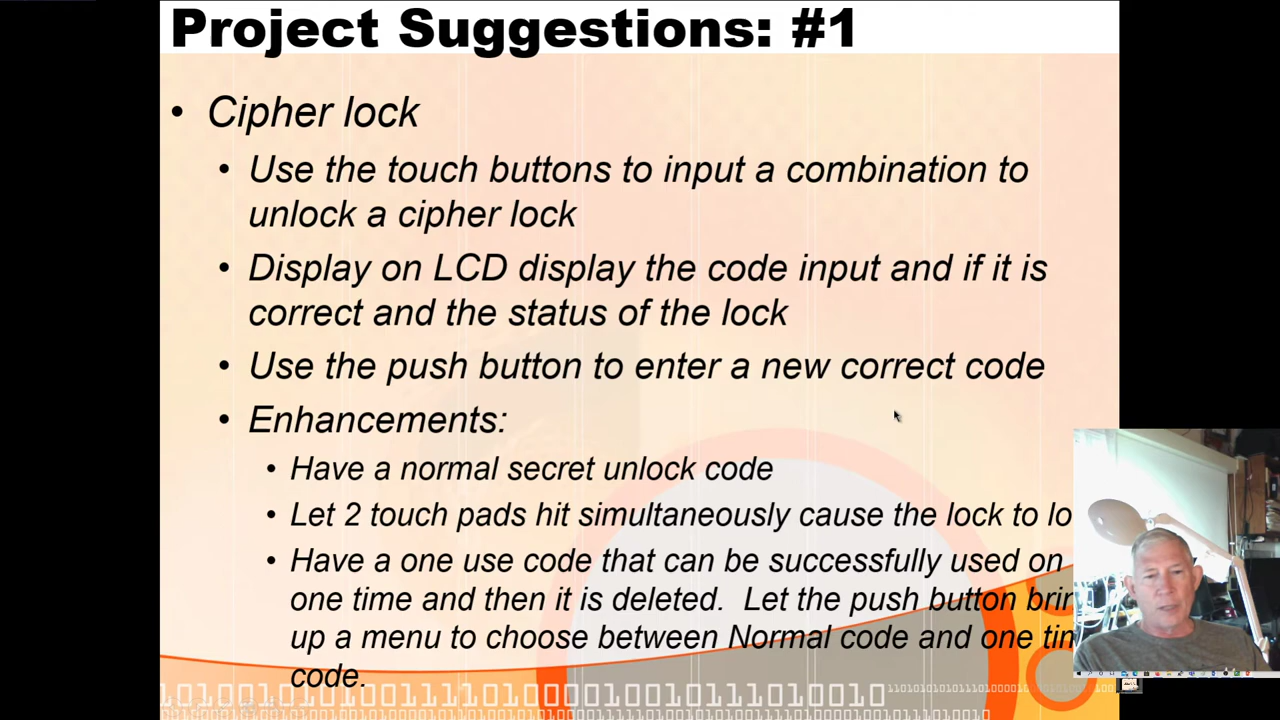 Project Suggestions: #1
• Cipher lock
• Use the touch buttons to input a combination to
unlock a cipher lock
• Display on LCD display the code input and if it is
correct and the status of the lock
• Use the push button to enter a new correct code
• Enhancements:
• Have a normal secret unlock code
• Let 2 touch pads hit simultaneously cause the lock to lo
• Have a one use code that can be successfully used on
one time and then it is deleted. Let the push button brin
up a menu to choose between Normal code and one tim
code.